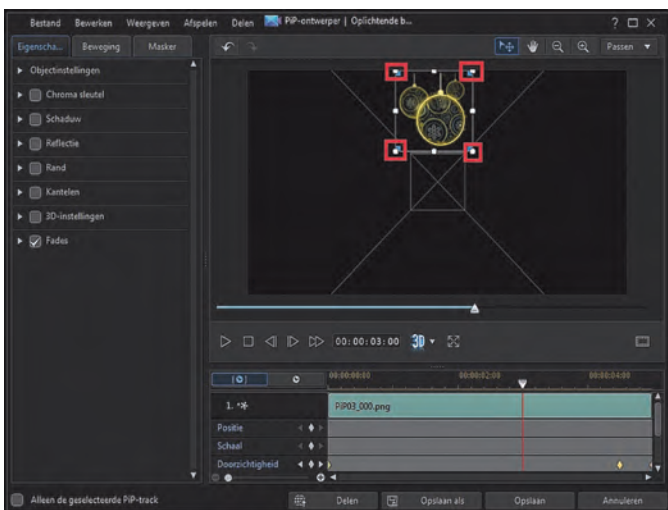 Bestand Bewerken Weergeven Afspelen Delen PiP-ontwerper | Oplichtende b...
Eigenscha... Beweging Masker
Passen
Objectinstellingen
Chroma sleutel
Schaduw
Reflectie
Rand
Kantelen
3D-instellingen
Fades
00:00:03:00 3D
00:00:00:00 00:00:02:00 00:00:04:00
1. PiP03_000.png
Positie
Schaal
Doorzichtigheid
Alleen de geselecteerde PiP-track Delen Opslaan als Opslaan Annuleren